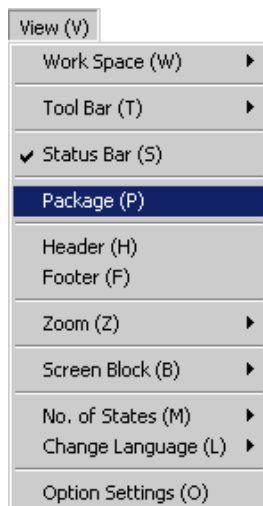 View (V)
Work Space (W)
Tool Bar (T)
Status Bar (S)
Package (P)
Header (H)
Footer (F)
Zoom (Z)
Screen Block (B)
No. of States (M)
Change Language (L)
Option Settings (O)